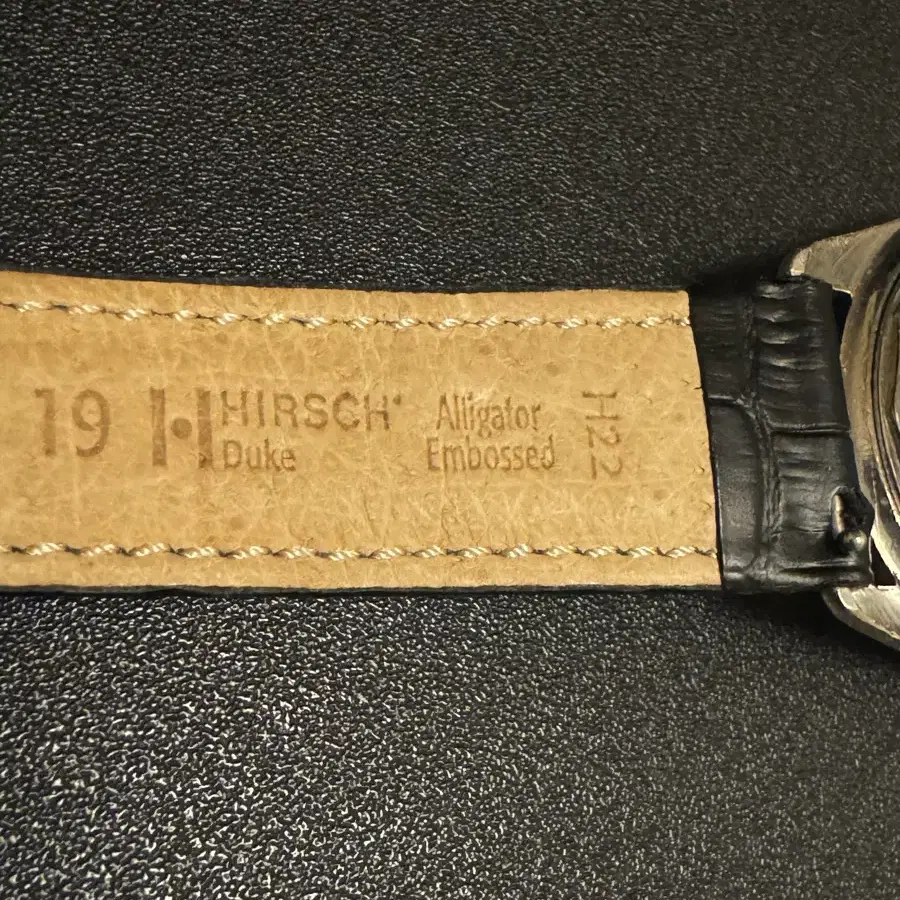 19 HIRSCH Alligator
Duke Embossed
H22